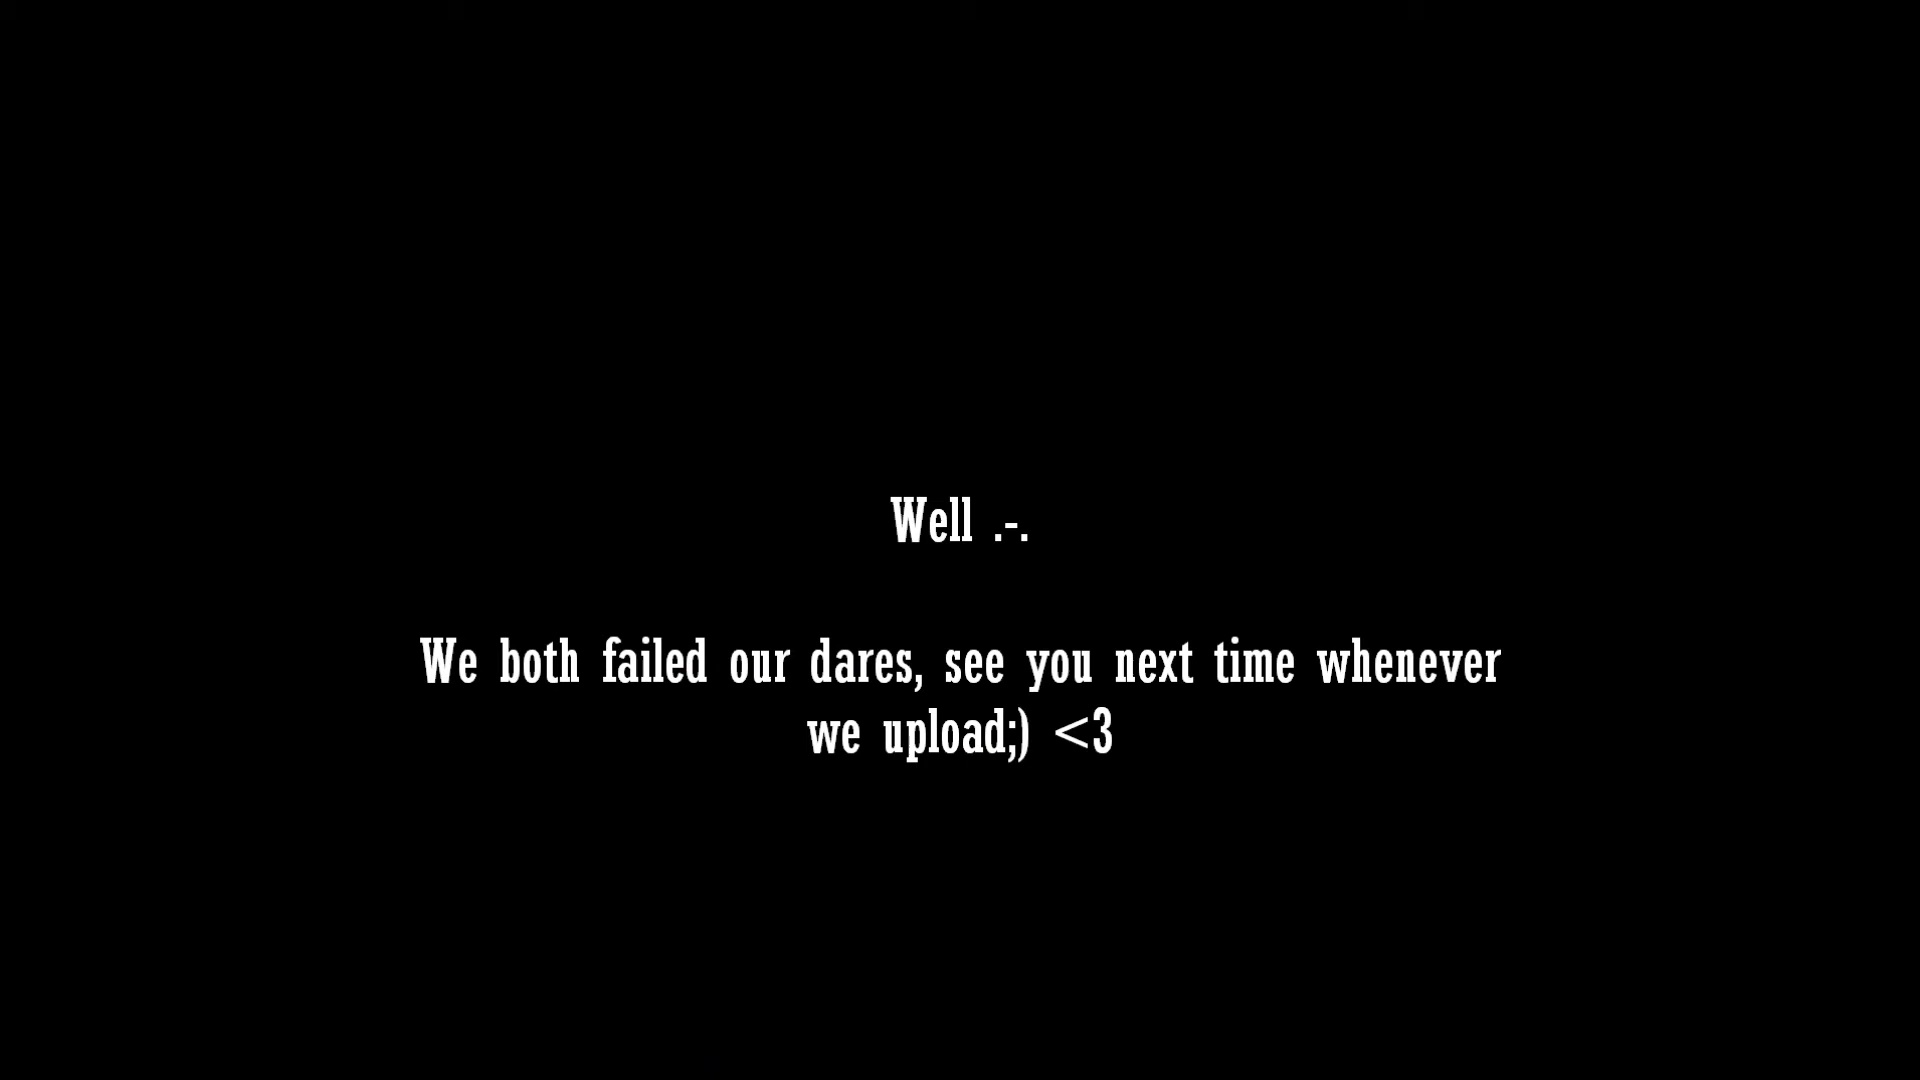 Well .-.
We both failed our dares, see you next time whenever
we upload;) <3